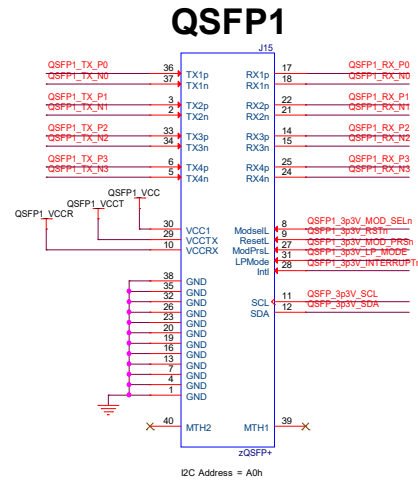 QSFP1
J15
QSFP1_TX_P0 36 TX1p RX1p 17 QSFP1_RX_P0
QSFP1_TX_N0 37 TX1n RX1n 18 QSFP1_RX_N0
QSFP1_TX_P1 3 TX2p RX2p 22 QSFP1_RX_P1
QSFP1_TX_N1 2 TX2n RX2n 21 QSFP1_RX_N1
QSFP1_TX_P2 33 TX3p RX3p 14 QSFP1_RX_P2
QSFP1_TX_N2 34 TX3n RX3n 15 QSFP1_RX_N2
QSFP1_TX_P3 6 TX4p RX4p 25 QSFP1_RX_P3
QSFP1_TX_N3 5 TX4n RX4n 24 QSFP1_RX_N3
QSFP1_VCC
QSFP1_VCCT
QSFP1_VCCR
30 VCC1 ModselL 8 QSFP1_3p3V_MOD_SELn
29 VCCTX ResetL 9 QSFP1_3p3V_RSTn
10 VCCRX ModPrsL 27 QSFP1_3p3V_MOD_PRSn
LPMode 31 QSFP1_3p3V_LP_MODE
Intl 28 QSFP1_3p3V_INTERRUPTn
38 GND
35 GND
32 GND SCL 11 QSFP_3p3V_SCL
26 GND SDA 12 QSFP_3p3V_SDA
23 GND
20 GND
19 GND
16 GND
13 GND
7 GND
4 GND
1 GND
40 MTH2 MTH1 39
zQSFP+
I2C Address = A0h